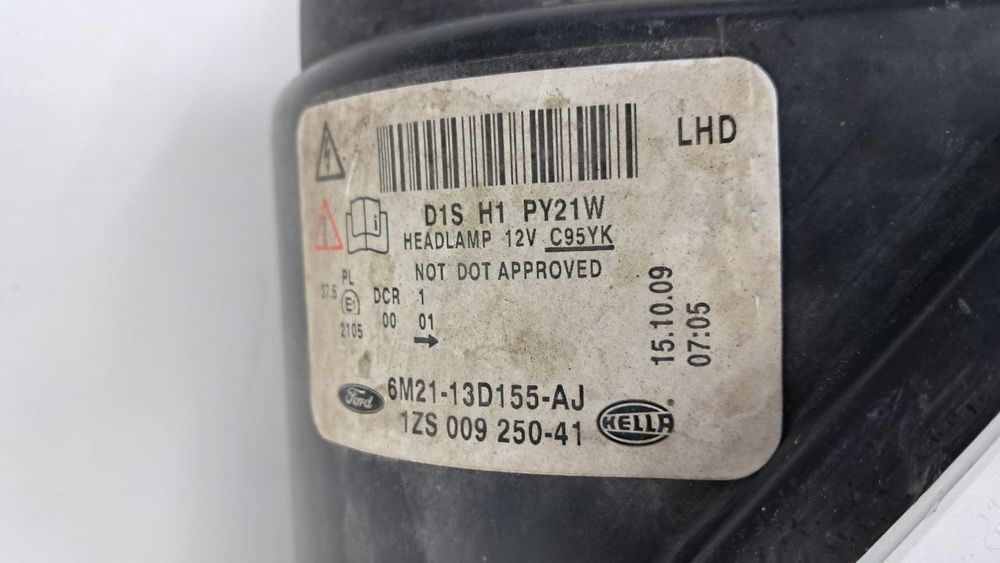 LHD
D1S H1 PY21W
HEADLAMP 12V C95YK
NOT DOT APPROVED
PL
37.5
E1
2105
DCR 1
00 01
15.10.09
07:05
Ford
6M21-13D155-AJ
1ZS 009 250-41
HELLA
®